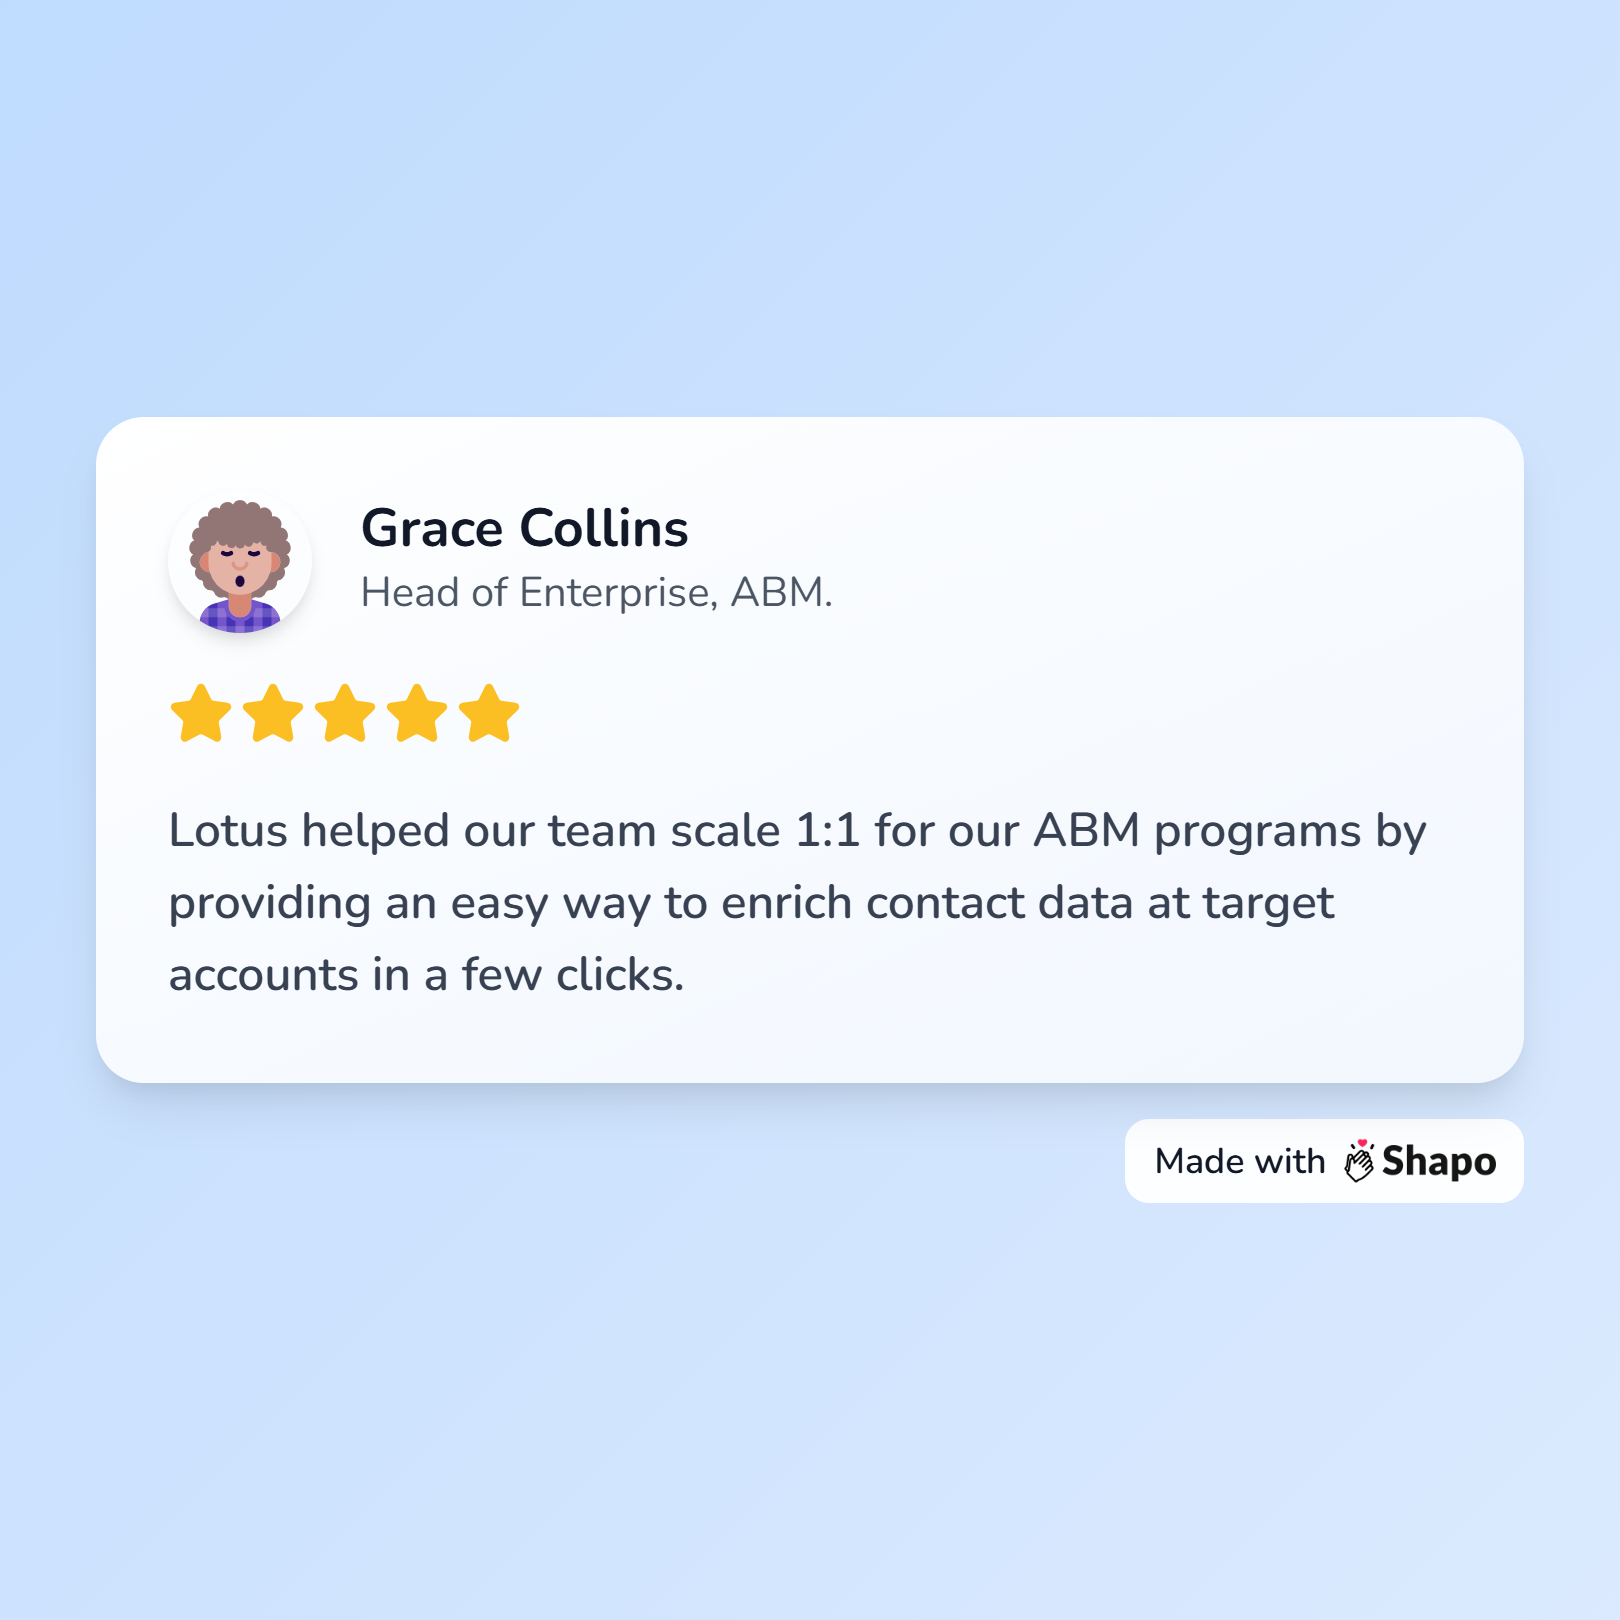 Grace Collins
Head of Enterprise, ABM.
Lotus helped our team scale 1:1 for our ABM programs by
providing an easy way to enrich contact data at target
accounts in a few clicks.
Made with Shapo